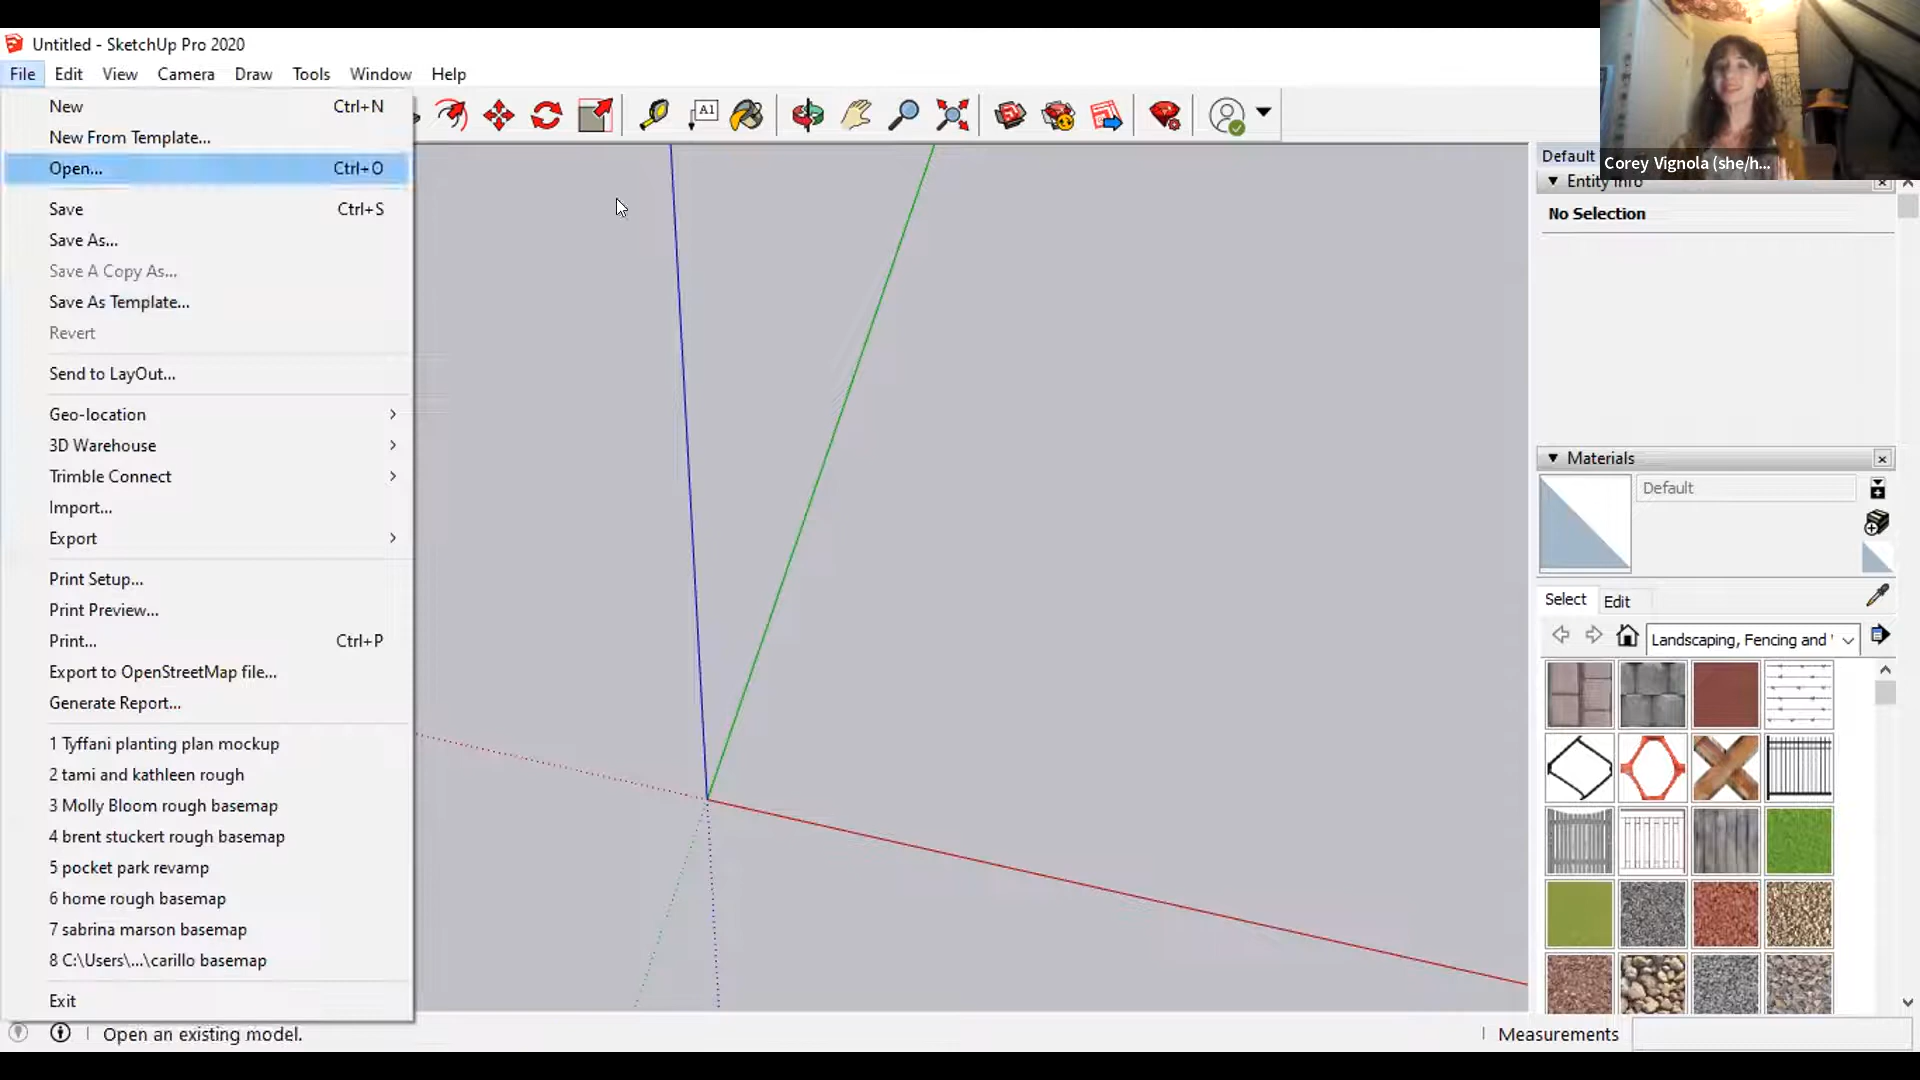 Untitled - SketchUp Pro 2020
File Edit View Camera Draw Tools Window Help
New Ctrl+N
New From Template...
Open... Ctrl+O
Save Ctrl+S
Save As...
Save A Copy As...
Save As Template...
Revert
Send to LayOut...
Geo-location
3D Warehouse
Trimble Connect
Import...
Export
Print Setup...
Print Preview...
Print... Ctrl+P
Export to OpenStreetMap file...
Generate Report...
1 Tyffani planting plan mockup
2 tami and kathleen rough
3 Molly Bloom rough basemap
4 brent stuckert rough basemap
5 pocket park revamp
6 home rough basemap
7 sabrina marson basemap
8 C:\Users\...\carillo basemap
Exit
Open an existing model.
A1
Corey Vignola (she/h...
Default
Entity Info
No Selection
Materials
Default
Select Edit
Landscaping, Fencing and
Measurements